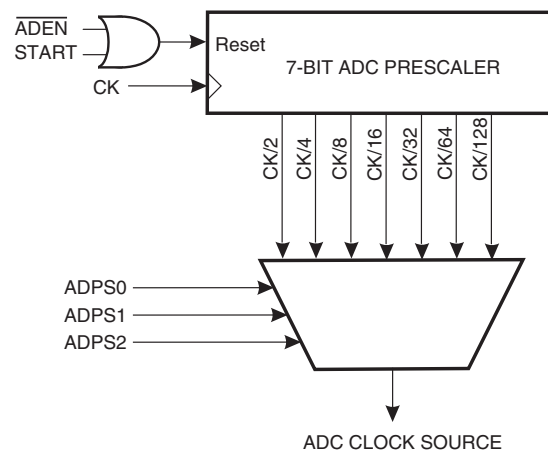 ADEN
START
Reset
7-BIT ADC PRESCALER
CK
CK/2
CK/4
CK/8
CK/16
CK/32
CK/64
CK/128
ADPS0
ADPS1
ADPS2
ADC CLOCK SOURCE